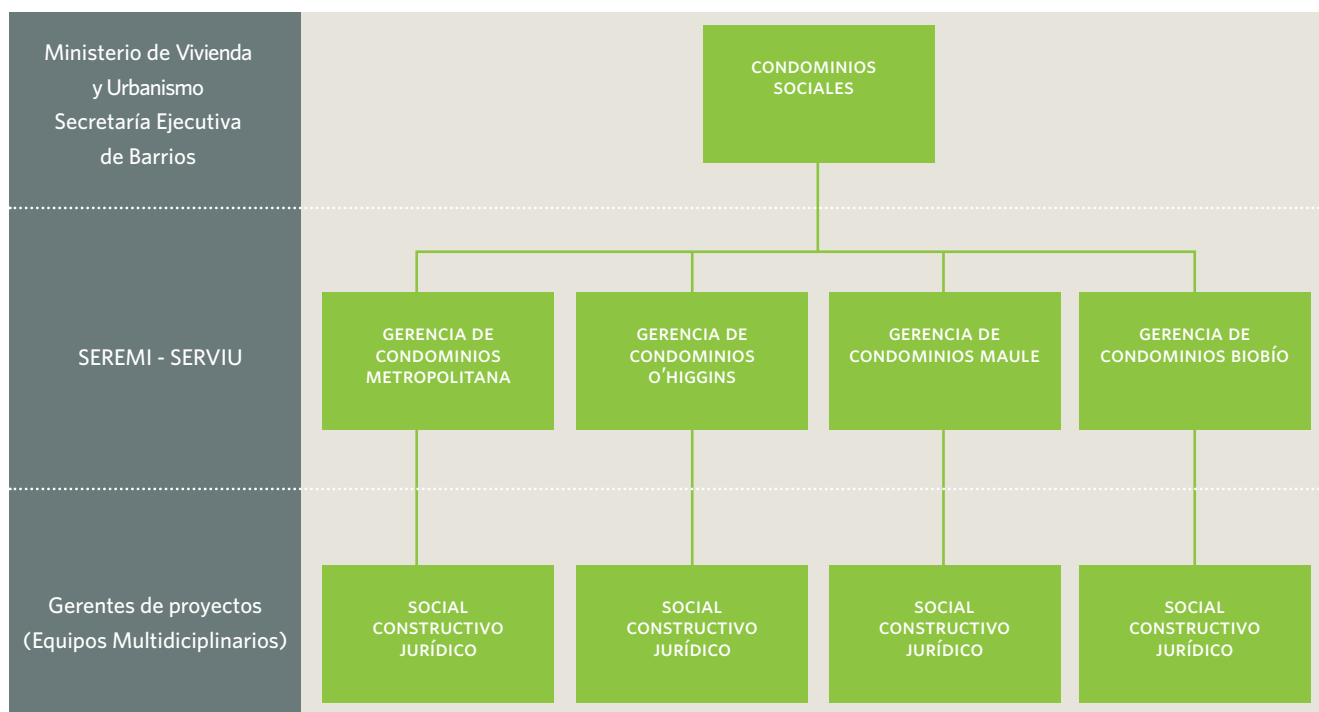 Ministerio de Vivienda
y Urbanismo
Secretaría Ejecutiva
de Barrios
CONDOMINIOS
SOCIALES
SEREMI - SERVIU
GERENCIA DE
CONDOMINIOS
METROPOLITANA
GERENCIA DE
CONDOMINIOS
O'HIGGINS
GERENCIA DE
CONDOMINIOS MAULE
GERENCIA DE
CONDOMINIOS BIOBÍO
Gerentes de proyectos
(Equipos Multidiciplinarios)
SOCIAL
CONSTRUCTIVO
JURÍDICO
SOCIAL
CONSTRUCTIVO
JURÍDICO
SOCIAL
CONSTRUCTIVO
JURÍDICO
SOCIAL
CONSTRUCTIVO
JURÍDICO